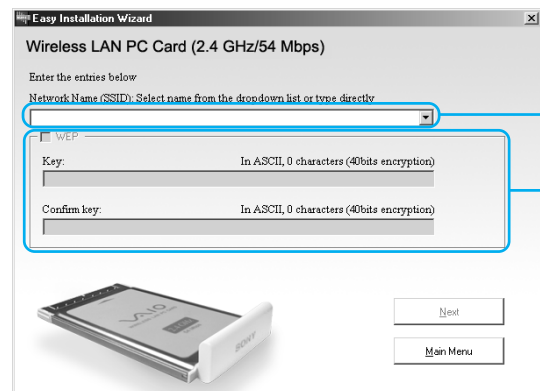 Easy Installation Wizard
Wireless LAN PC Card (2.4 GHz/54 Mbps)
Enter the entries below
Network Name (SSID): Select name from the dropdown list or type directly
WEP
Key: In ASCII, 0 characters (40bits encryption)
Confirm key: In ASCII, 0 characters (40bits encryption)
VAIO
SONY
Next
Main Menu